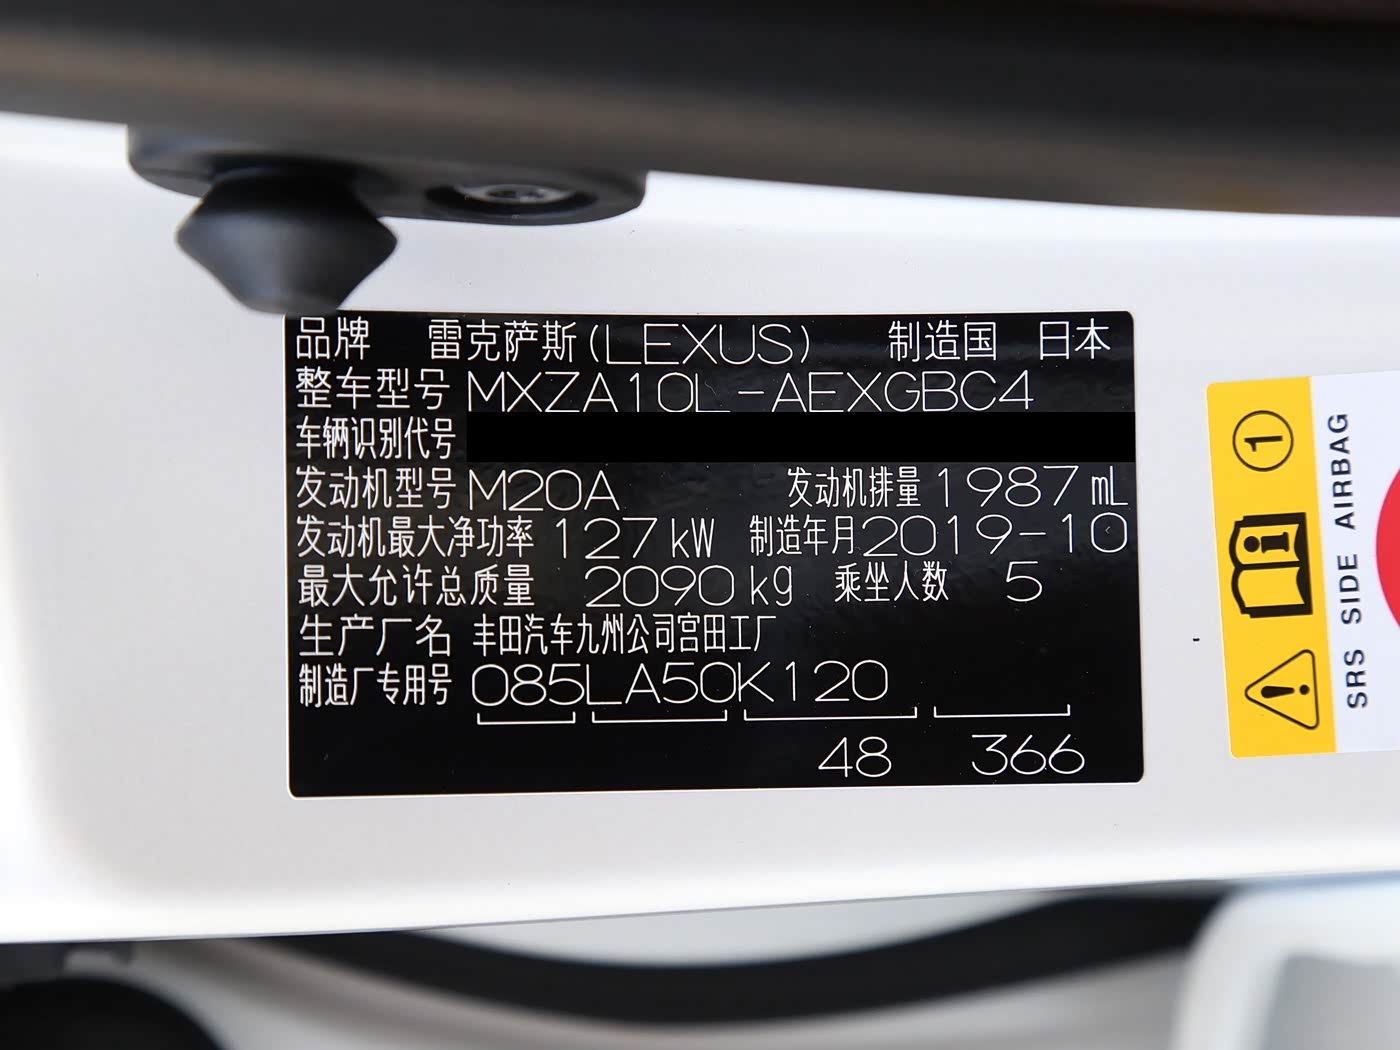 品牌 雷克萨斯(LEXUS) 制造国 日本
整车型号 MXZA10L-AEXGBC4
车辆识别代号
发动机型号 M20A 发动机排量 1987 mL
发动机最大净功率 127 kW 制造年月 2019-10
最大允许总质量 2090 kg 乘坐人数 5
生产厂名 丰田汽车九州公司宫田工厂
制造厂专用号 085LA50K120
48 366
1
SRS SIDE AIRBAG